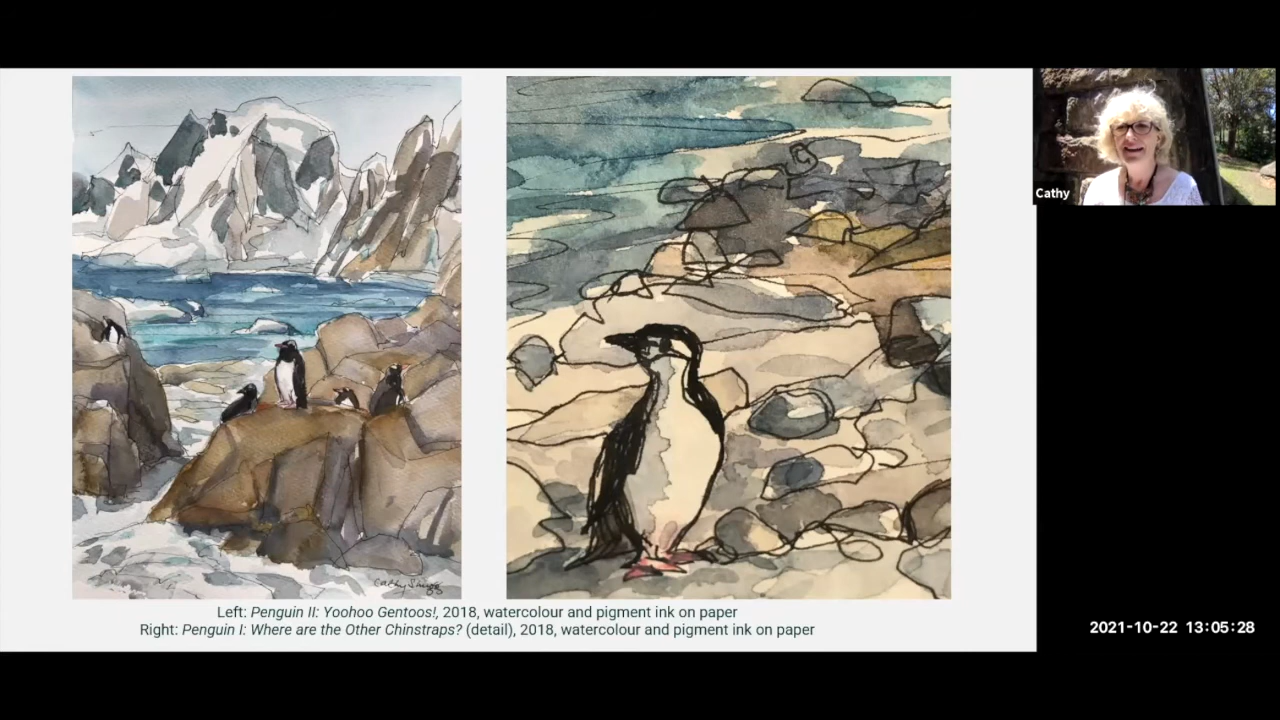 Cathy
Left: Penguin II: Yoohoo Gentoos!, 2018, watercolour and pigment ink on paper
Right: Penguin I: Where are the Other Chinstraps? (detail), 2018, watercolour and pigment ink on paper
2021-10-22 13:05:28